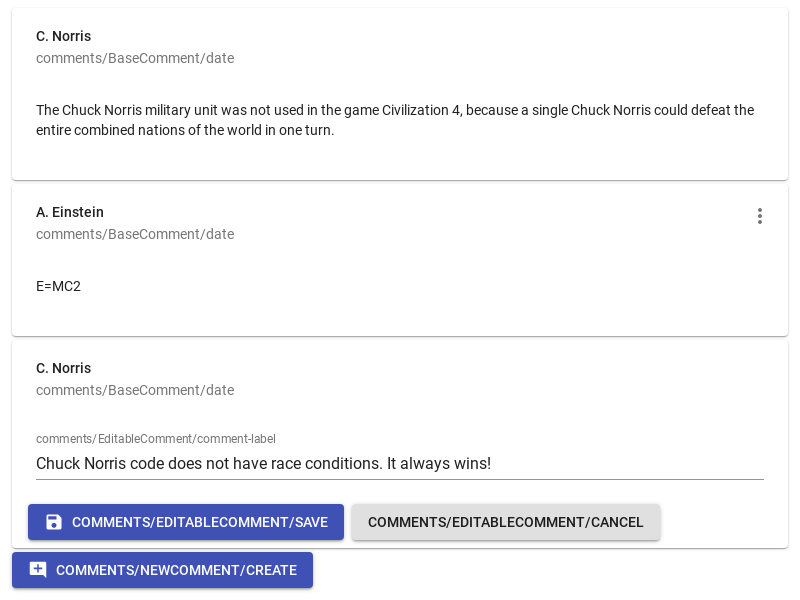 C. Norris
comments/BaseComment/date
The Chuck Norris military unit was not used in the game Civilization 4, because a single Chuck Norris could defeat the
entire combined nations of the world in one turn.
A. Einstein
comments/BaseComment/date
E=MC2
C. Norris
comments/BaseComment/date
comments/EditableComment/comment-label
Chuck Norris code does not have race conditions. It always wins!
COMMENTS/EDITABLECOMMENT/SAVE COMMENTS/EDITABLECOMMENT/CANCEL
COMMENTS/NEWCOMMENT/CREATE